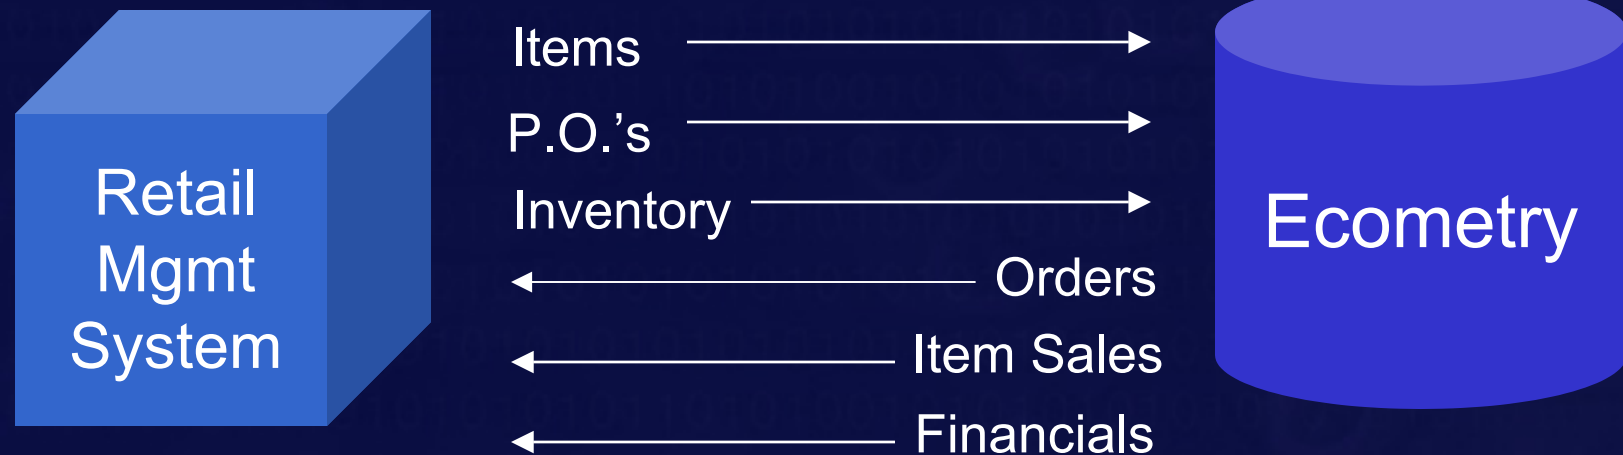 Retail
Mgmt
System
Items
P.O.’s
Inventory
Orders
Item Sales
Financials
Ecometry